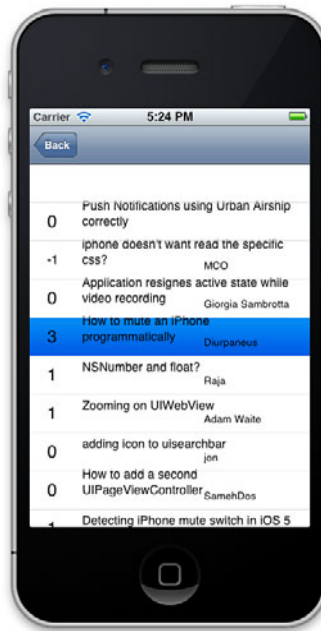 Carrier 5:24 PM
Back
Push Notifications using Urban Airship
0 correctly
iphone doesn't want read the specific
-1 css?
MCO
Application resignes active state while
0 video recording
Giorgia Sambrotta
How to mute an iPhone
3 programmatically
Diurpaneus
NSNumber and float?
1
Raja
Zooming on UIWebView
1
Adam Waite
adding icon to uisearchbar
0
jen
How to add a second
0 UIPageViewController
SamehDos
Detecting iPhone mute switch in iOS 5
1